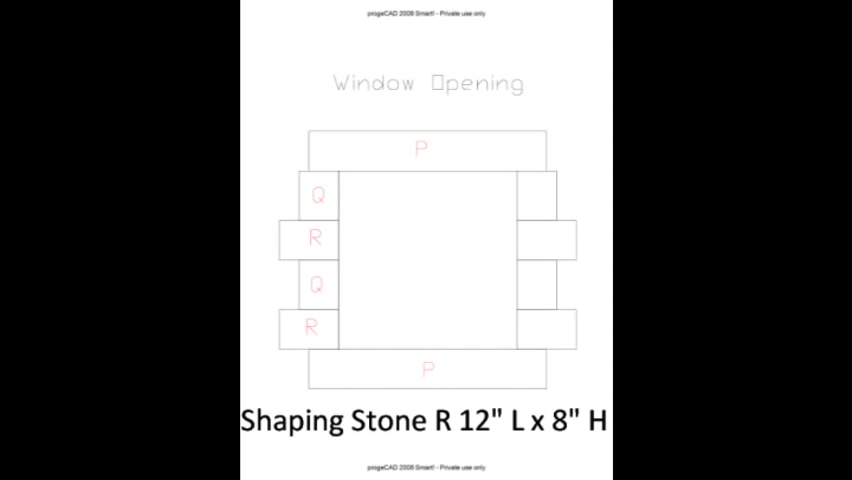 progeCAD 2008 Smart! - Private use only
Window Opening
P
Q
R
Q
R
P
Shaping Stone R 12" L x 8" H
progeCAD 2008 Smart! - Private use only